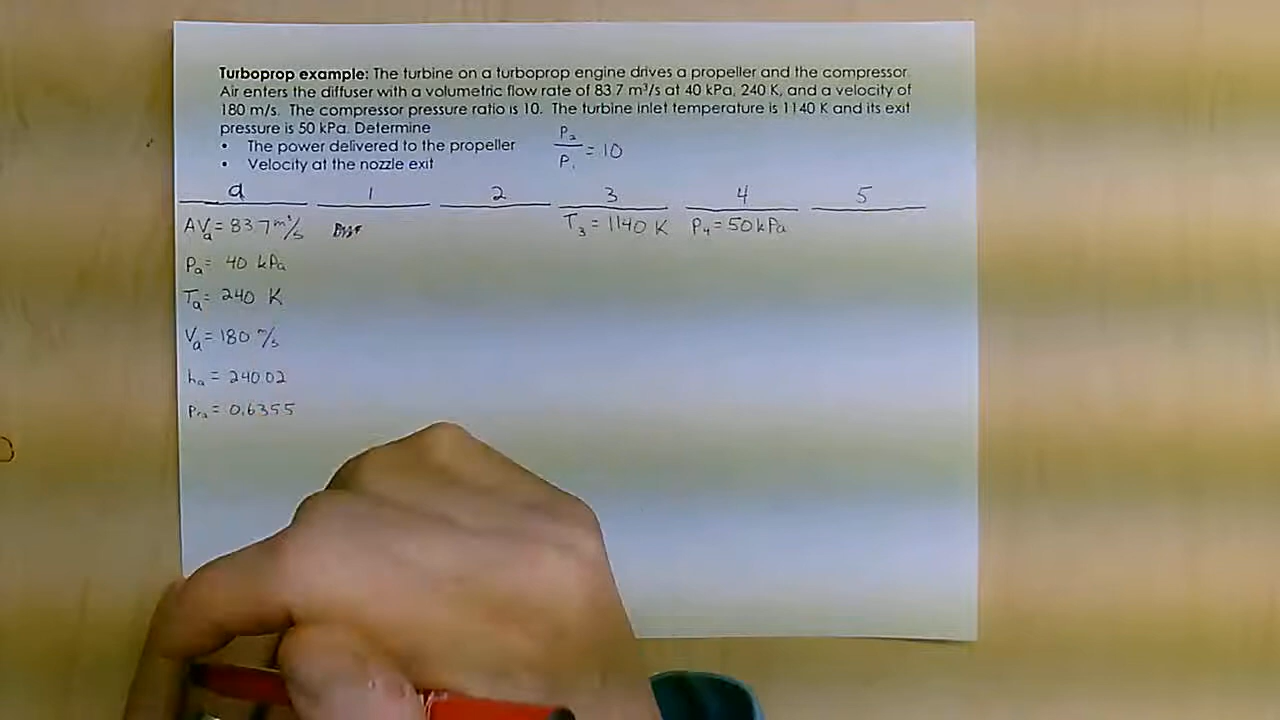 Turboprop example: The turbine on a turboprop engine drives a propeller and the compressor.
Air enters the diffuser with a volumetric flow rate of 83.7 m³/s at 40 kPa, 240 K, and a velocity of
180 m/s. The compressor pressure ratio is 10. The turbine inlet temperature is 1140 K and its exit
pressure is 50 kPa. Determine
• The power delivered to the propeller
• Velocity at the nozzle exit
P₂/P₁ = 10
a 1 2 3 4 5
AVₐ = 83.7 m³/s T₃ = 1140 K P₄ = 50 kPa
Pₐ = 40 kPa
Tₐ = 240 K
Vₐ = 180 m/s
hₐ = 240.02
Prₐ = 0.6355